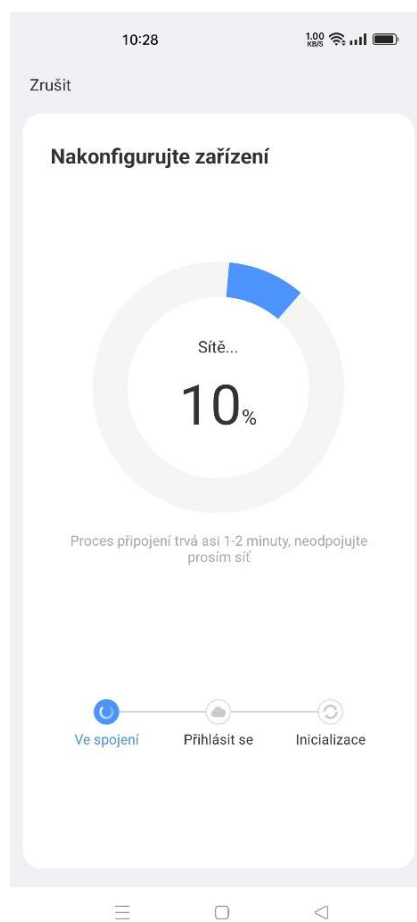 10:28
1.00
KB/S
Zrušit
Nakonfigurujte zařízení
Sítě...
10%
Proces připojení trvá asi 1-2 minuty, neodpojujte
prosím síť
Ve spojení
Přihlásit se
Inicializace